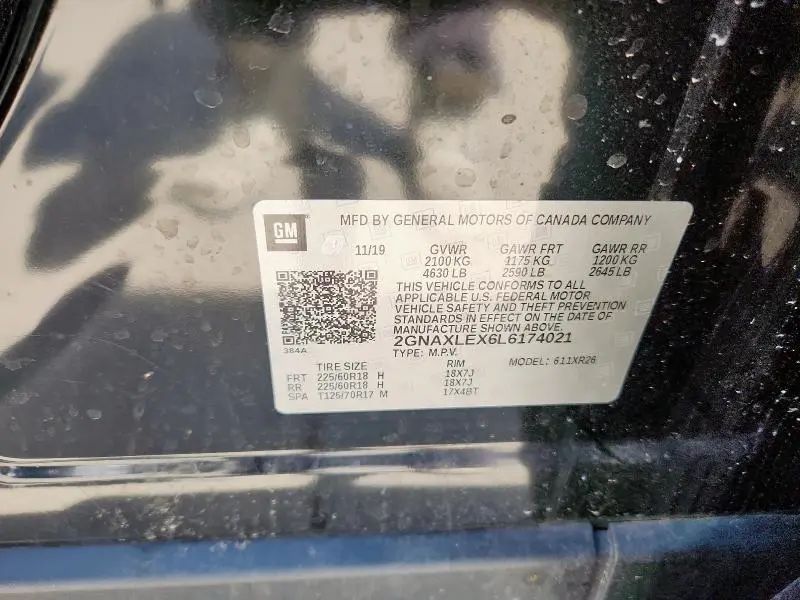 GM
MFD BY GENERAL MOTORS OF CANADA COMPANY
11/19 GVWR GAWR FRT GAWR RR
2100 KG 1175 KG 1200 KG
4630 LB 2590 LB 2645 LB
THIS VEHICLE CONFORMS TO ALL
APPLICABLE U.S. FEDERAL MOTOR
VEHICLE SAFETY AND THEFT PREVENTION
STANDARDS IN EFFECT ON THE DATE OF
MANUFACTURE SHOWN ABOVE.
2GNAXLEX6L6174021
384A TYPE: M.P.V. MODEL: 611XR26
TIRE SIZE RIM
FRT 225/60R18 H 18X7J
RR 225/60R18 H 18X7J
SPA T125/70R17 M 17X4BT